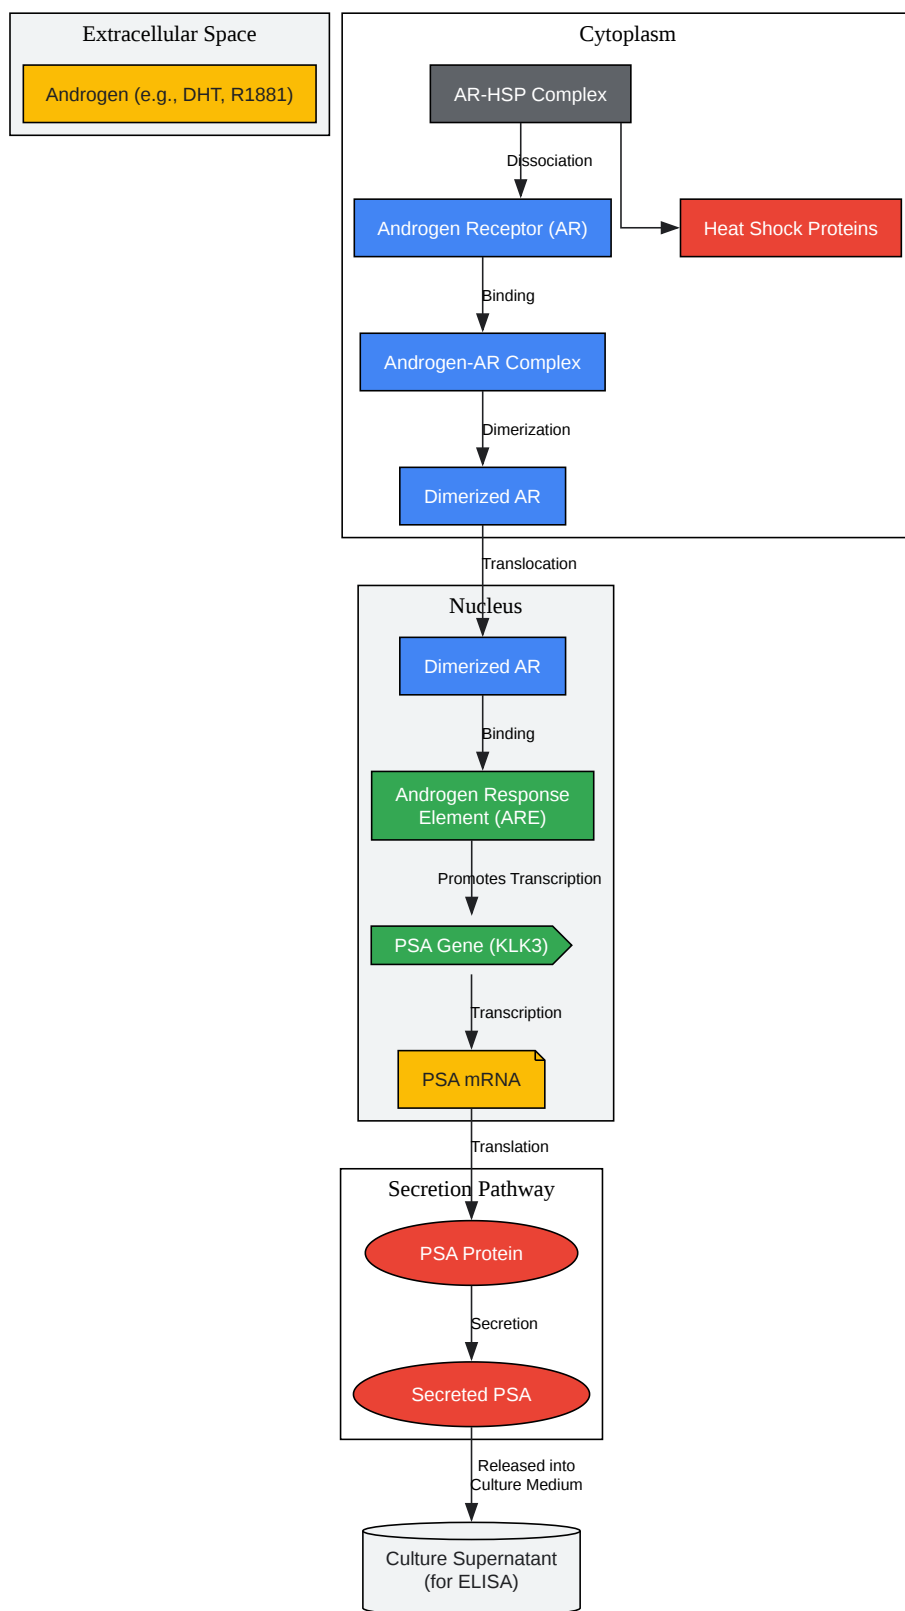 Extracellular Space
Androgen (e.g., DHT, R1881)
Cytoplasm
AR-HSP Complex
Dissociation
Androgen Receptor (AR)
Heat Shock Proteins
Binding
Androgen-AR Complex
Dimerization
Dimerized AR
Translocation
Nucleus
Dimerized AR
Binding
Androgen Response
Element (ARE)
Promotes Transcription
PSA Gene (KLK3)
Transcription
PSA mRNA
Translation
Secretion Pathway
PSA Protein
Secretion
Secreted PSA
Released into
Culture Medium
Culture Supernatant
(for ELISA)